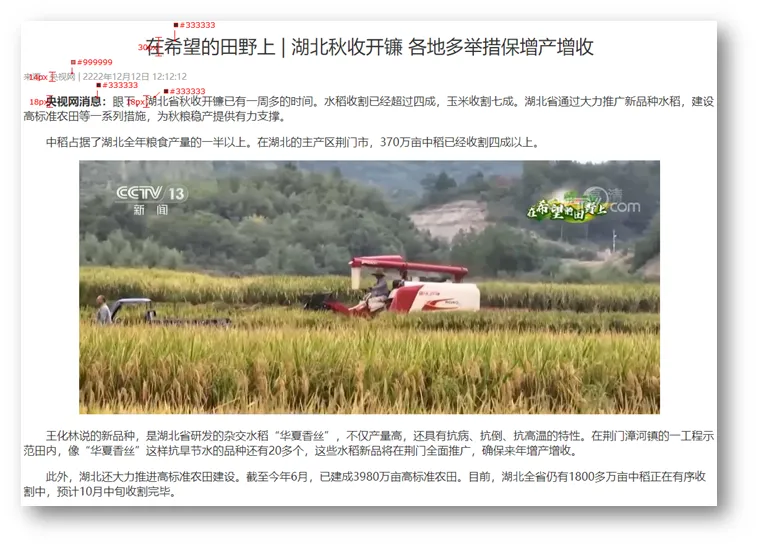 #333333
在希望的田野上 | 湖北秋收开镰 各地多举措保增产增收
30px
#999999
央视网 | 2222年12月12日 12:12:12
14px
#333333
#333333
央视网消息：眼下，湖北省秋收开镰已有一周多的时间。水稻收割已经超过四成，玉米收割七成。湖北省通过大力推广新品种水稻，建设
18px
18px
高标准农田等一系列措施，为秋粮稳产提供有力支撑。
中稻占据了湖北全年粮食产量的一半以上。在湖北的主产区荆门市，370万亩中稻已经收割四成以上。
CCTV 13
新闻
在希望的田野上
com
王化林说的新品种，是湖北省研发的杂交水稻“华夏香丝”，不仅产量高，还具有抗病、抗倒、抗高温的特性。在荆门漳河镇的一工程示
范田内，像“华夏香丝”这样抗旱节水的品种还有20多个，这些水稻新品将在荆门全面推广，确保来年增产增收。
此外，湖北还大力推进高标准农田建设。截至今年6月，已建成3980万亩高标准农田。目前，湖北全省仍有1800多万亩中稻正在有序收
割中，预计10月中旬收割完毕。